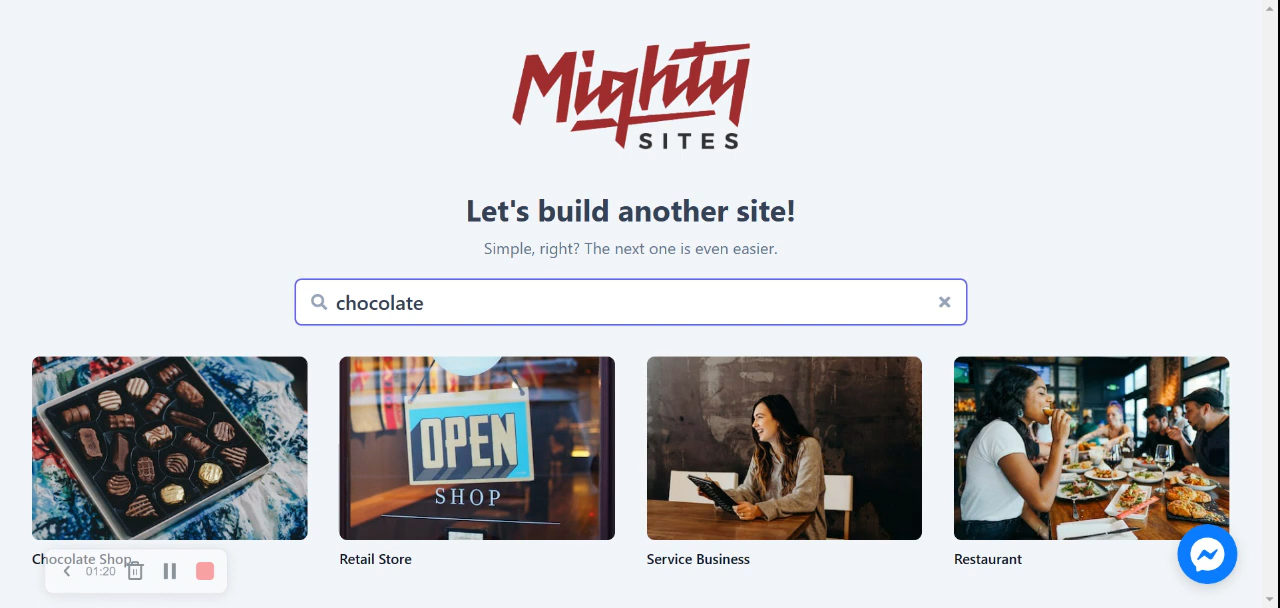 Mighty
SITES
Let's build another site!
Simple, right? The next one is even easier.
chocolate
OPEN
SHOP
Chocolate Shop
Retail Store
Service Business
Restaurant
01:20